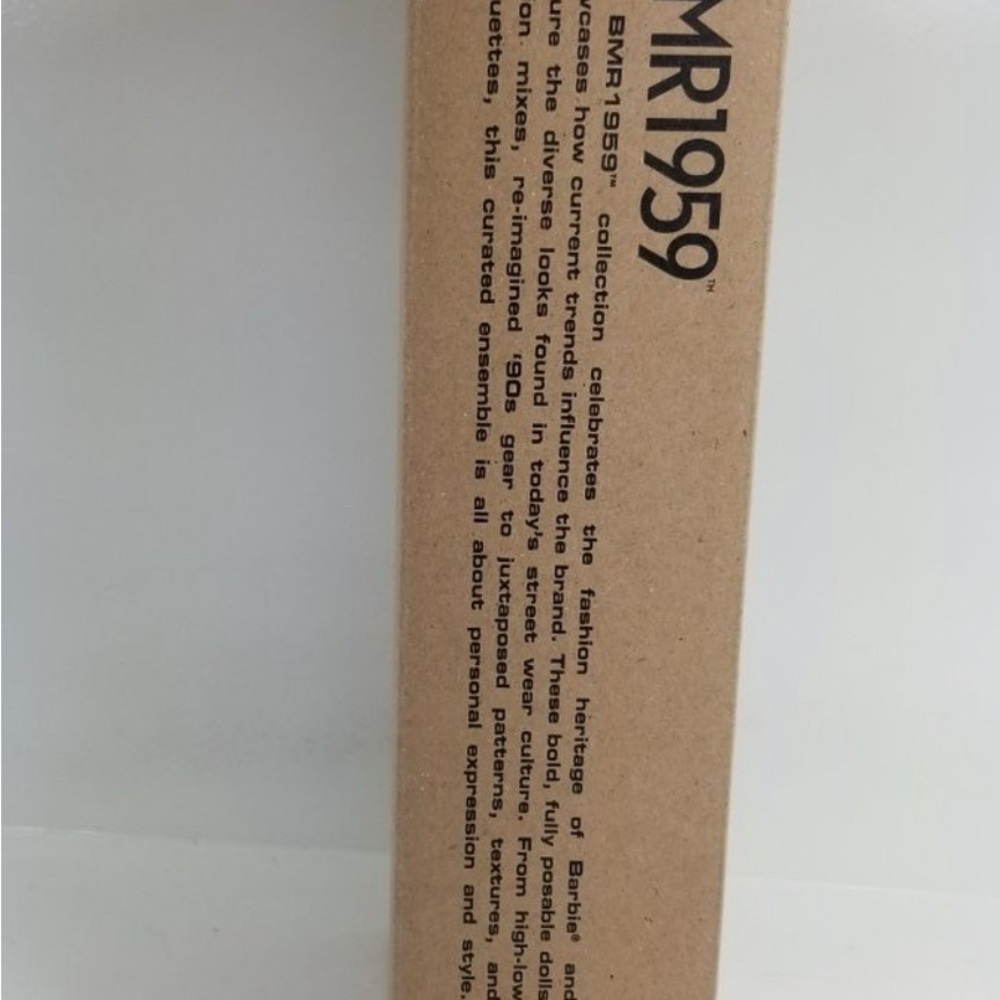 MR1959™
BMR1959™ collection celebrates the fashion heritage of Barbie® and
wcases how current trends influence the brand. These bold, fully posable dolls
ure the diverse looks found in today's street wear culture. From high-low
on mixes, re-imagined '90s gear to juxtaposed patterns, textures, and
uettes, this curated ensemble is all about personal expression and style.